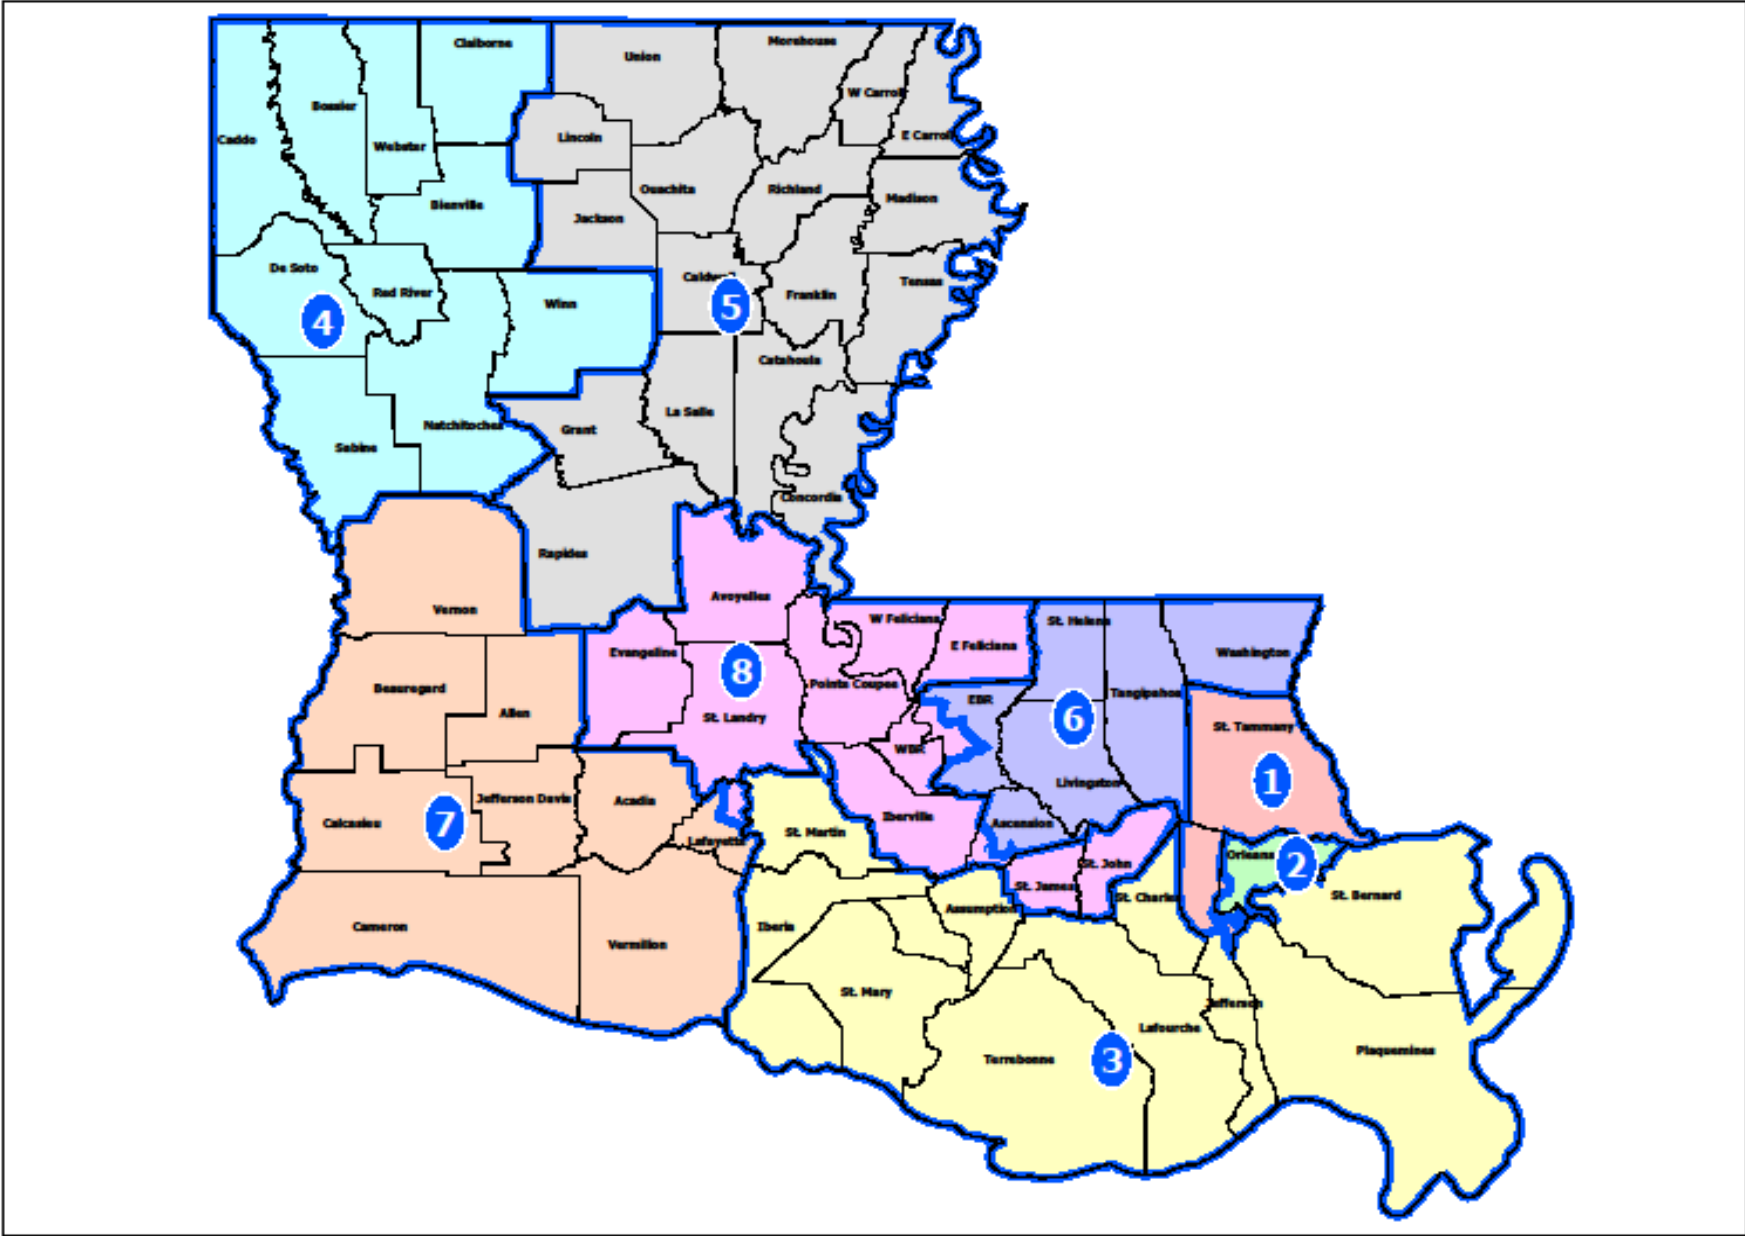 Claiborne
Union
Morehouse
W Carroll
Bossier
Caddo
Webster
Lincoln
E Carroll
Ouachita
Richland
Madison
Bienville
Jackson
De Soto
Red River
Winn
Caldwell
Franklin
Tensas
4
5
Catahoula
La Salle
Natchitoches
Grant
Sabine
Concordia
Rapides
Vernon
Avoyelles
W Feliciana
St. Helena
E Feliciana
Washington
Evangeline
8
Pointe Coupee
Beauregard
Allen
St. Landry
EBR
Tangipahoa
6
St. Tammany
WBR
Livingston
1
Jefferson Davis
Acadia
Calcasieu
7
Lafayette
St. Martin
Iberville
Ascension
Orleans
2
St. John
St. James
St. Charles
St. Bernard
Assumption
Cameron
Iberia
Vermilion
St. Mary
Jefferson
Lafourche
Terrebonne
3
Plaquemines